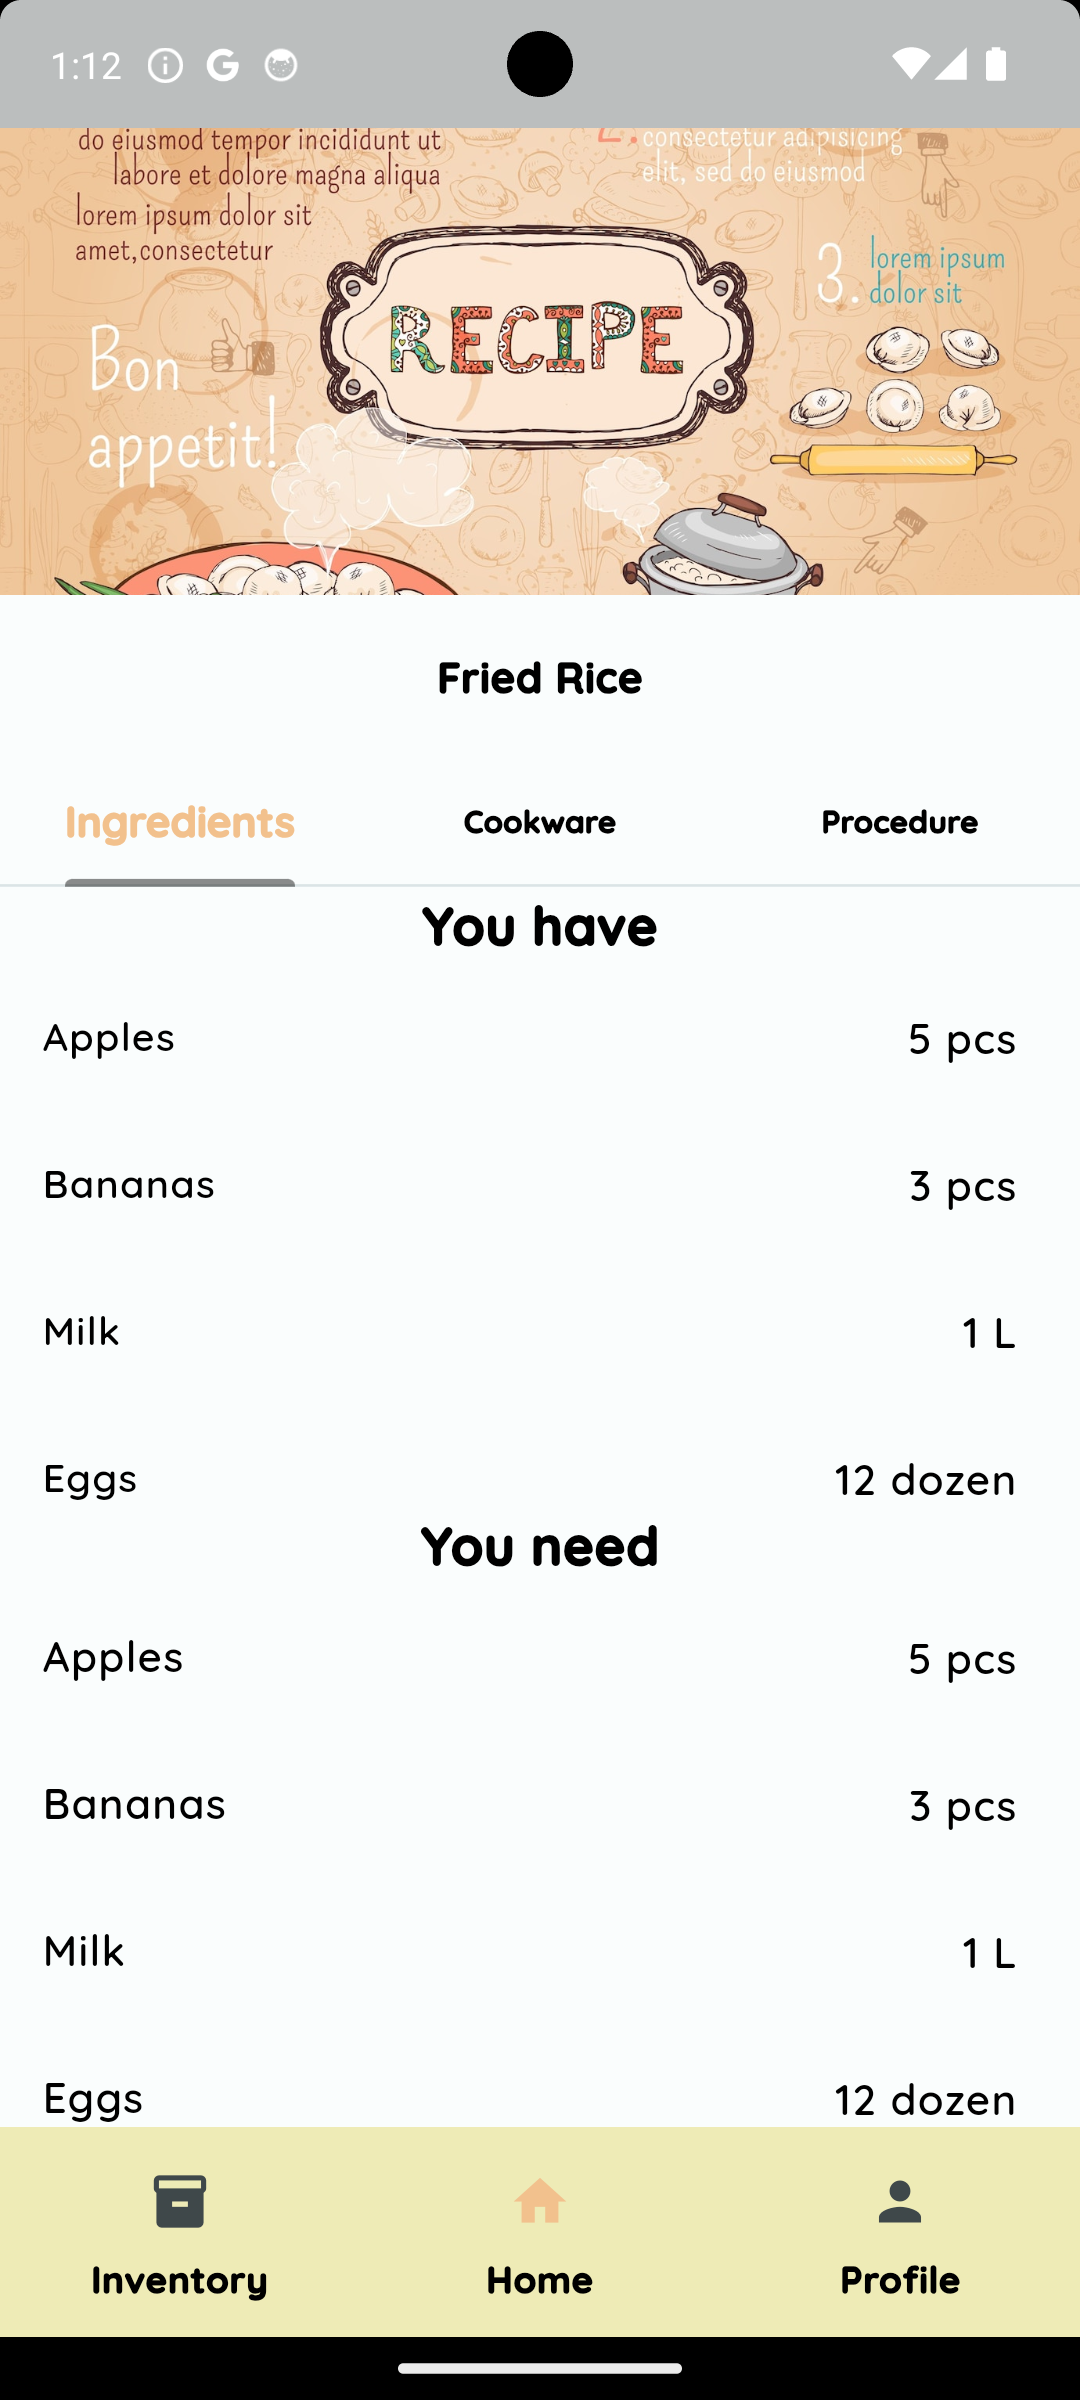 1:12
do eiusmod tempor incididunt ut
labore et dolore magna aliqua
lorem ipsum dolor sit
amet,consectetur
Bon
appetit!
RECIPE
2. consectetur adipisicing
elit, sed do eiusmod
3. lorem ipsum
dolor sit
Fried Rice
Ingredients Cookware Procedure
You have
Apples 5 pcs
Bananas 3 pcs
Milk 1 L
Eggs 12 dozen
You need
Apples 5 pcs
Bananas 3 pcs
Milk 1 L
Eggs 12 dozen
Inventory Home Profile